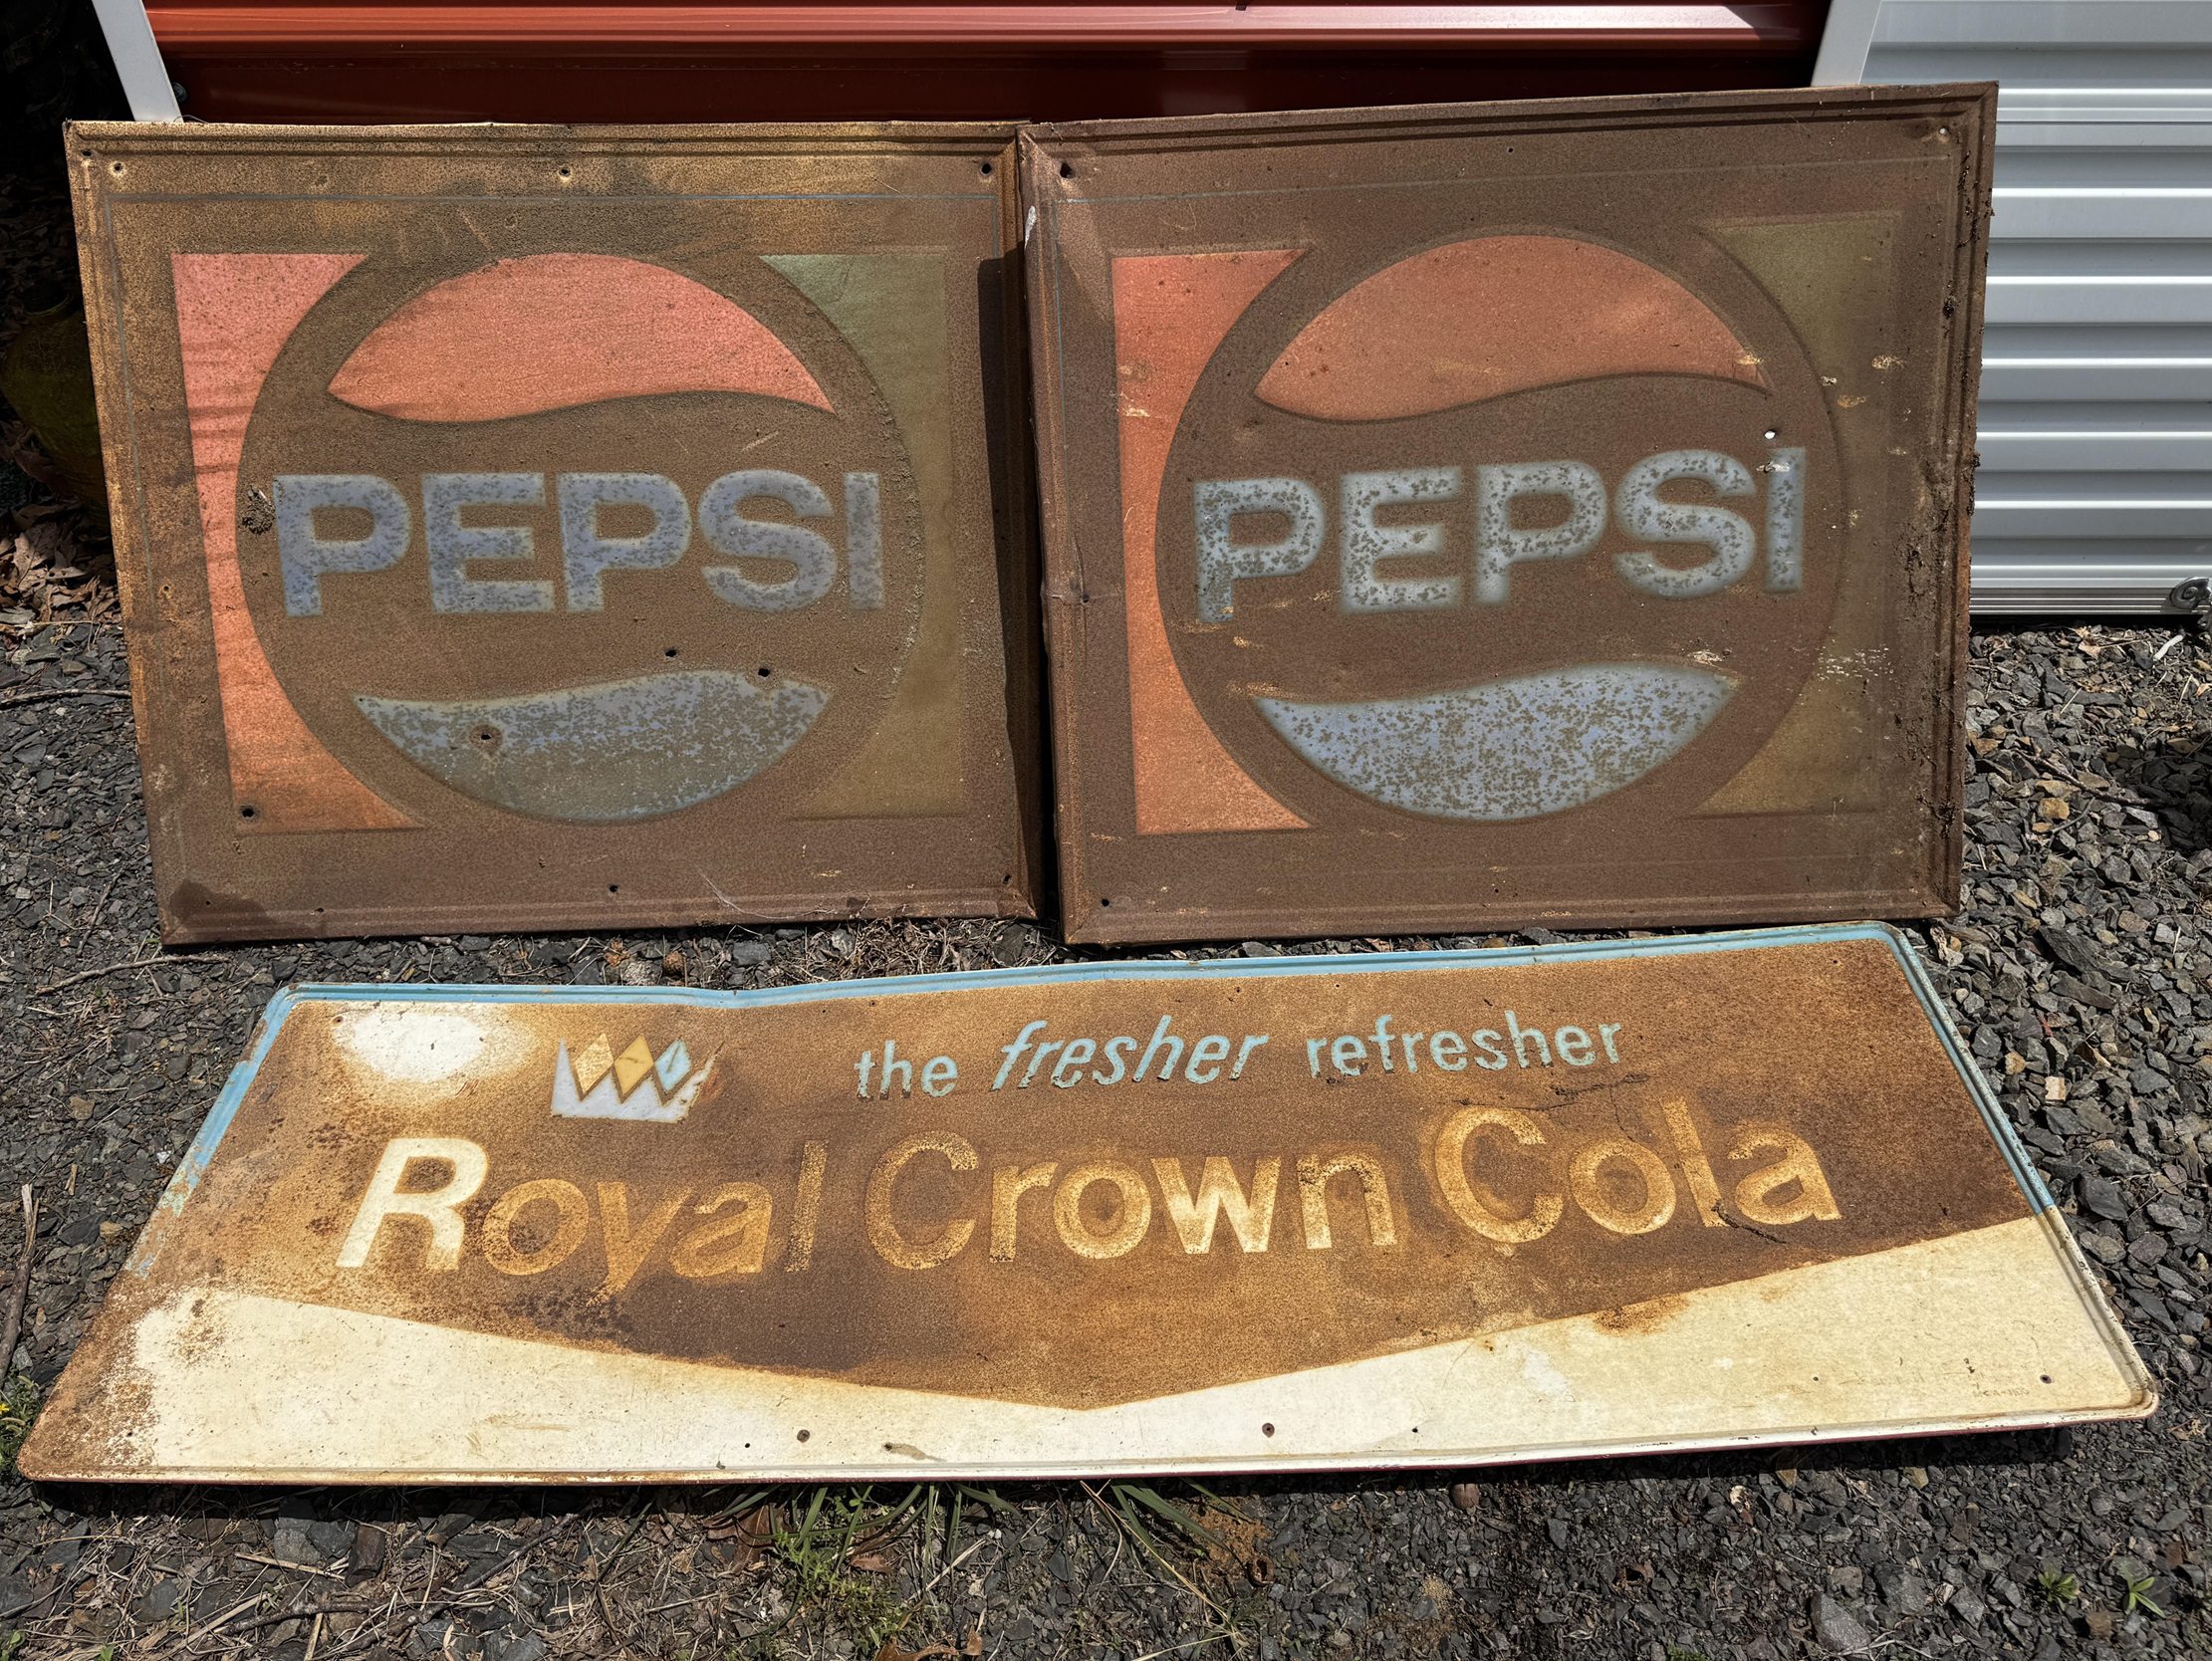 PEPSI
PEPSI
the fresher refresher
Royal Crown Cola